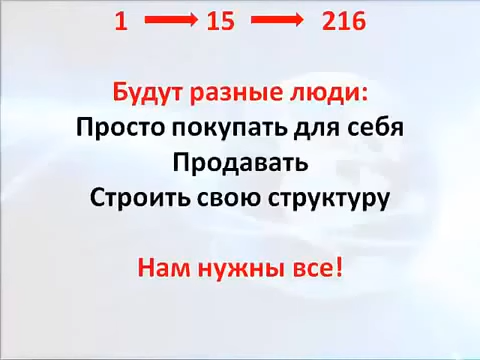 1 → 15 → 216
Будут разные люди:
Просто покупать для себя
Продавать
Строить свою структуру
Нам нужны все!